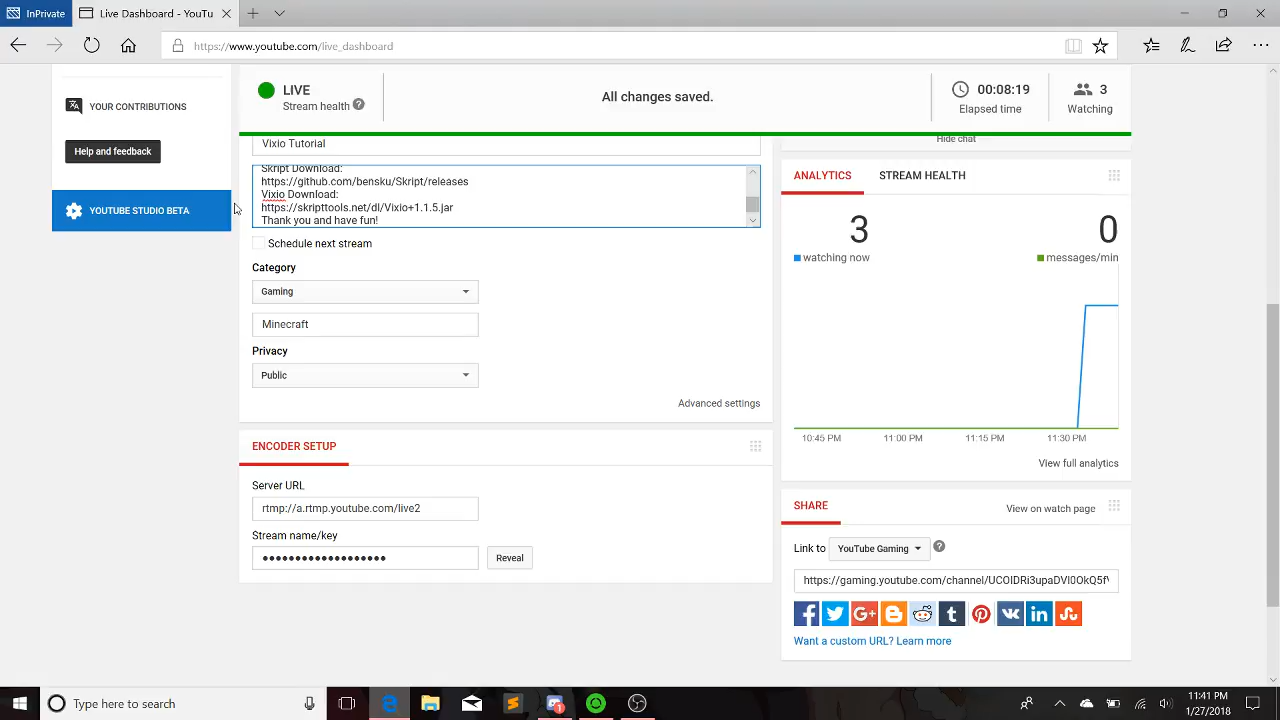 InPrivate
Live Dashboard - YouTu
https://www.youtube.com/live_dashboard
YOUR CONTRIBUTIONS
Help and feedback
YOUTUBE STUDIO BETA
LIVE
Stream health ?
All changes saved.
00:08:19
Elapsed time
3
Watching
Vixio Tutorial
Skript Download:
https://github.com/bensku/Skript/releases
Vixio Download:
https://skripttools.net/dl/Vixio+1.1.5.jar
Thank you and have fun!
Schedule next stream
Category
Gaming
Minecraft
Privacy
Public
Advanced settings
ENCODER SETUP
Server URL
rtmp://a.rtmp.youtube.com/live2
Stream name/key
•••••••••••••••••••
Reveal
Hide chat
ANALYTICS
STREAM HEALTH
3
watching now
0
messages/min
10:45 PM
11:00 PM
11:15 PM
11:30 PM
View full analytics
SHARE
View on watch page
Link to
YouTube Gaming
?
https://gaming.youtube.com/channel/UCOIDRi3upaDVl0OkQ5f
Want a custom URL? Learn more
Type here to search
11:41 PM
1/27/2018